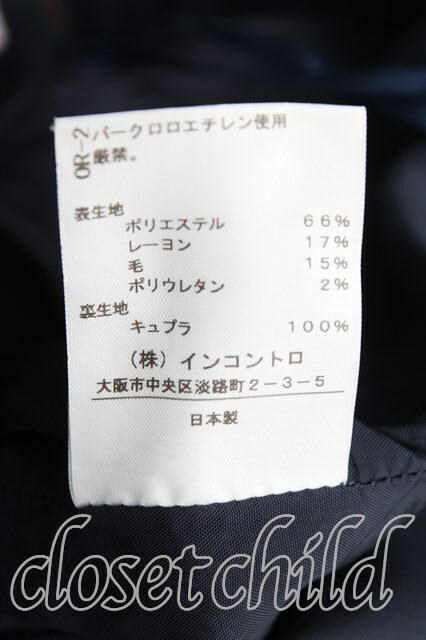 OR-2
パークロロエチレン使用
厳禁。
表生地
ポリエステル 66%
レーヨン 17%
毛 15%
ポリウレタン 2%
裏生地
キュプラ 100%
(株)インコントロ
大阪市中央区淡路町2-3-5
日本製
closetchild